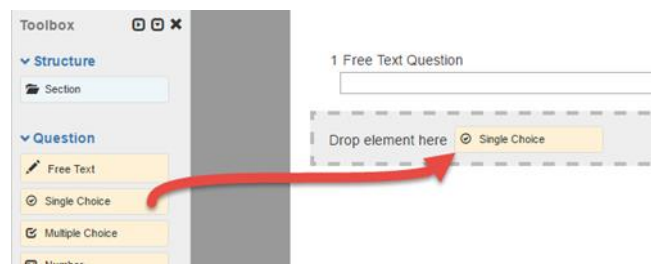 Toolbox
Structure
Section
Question
Free Text
Single Choice
Multiple Choice
Number
1 Free Text Question
Drop element here
Single Choice